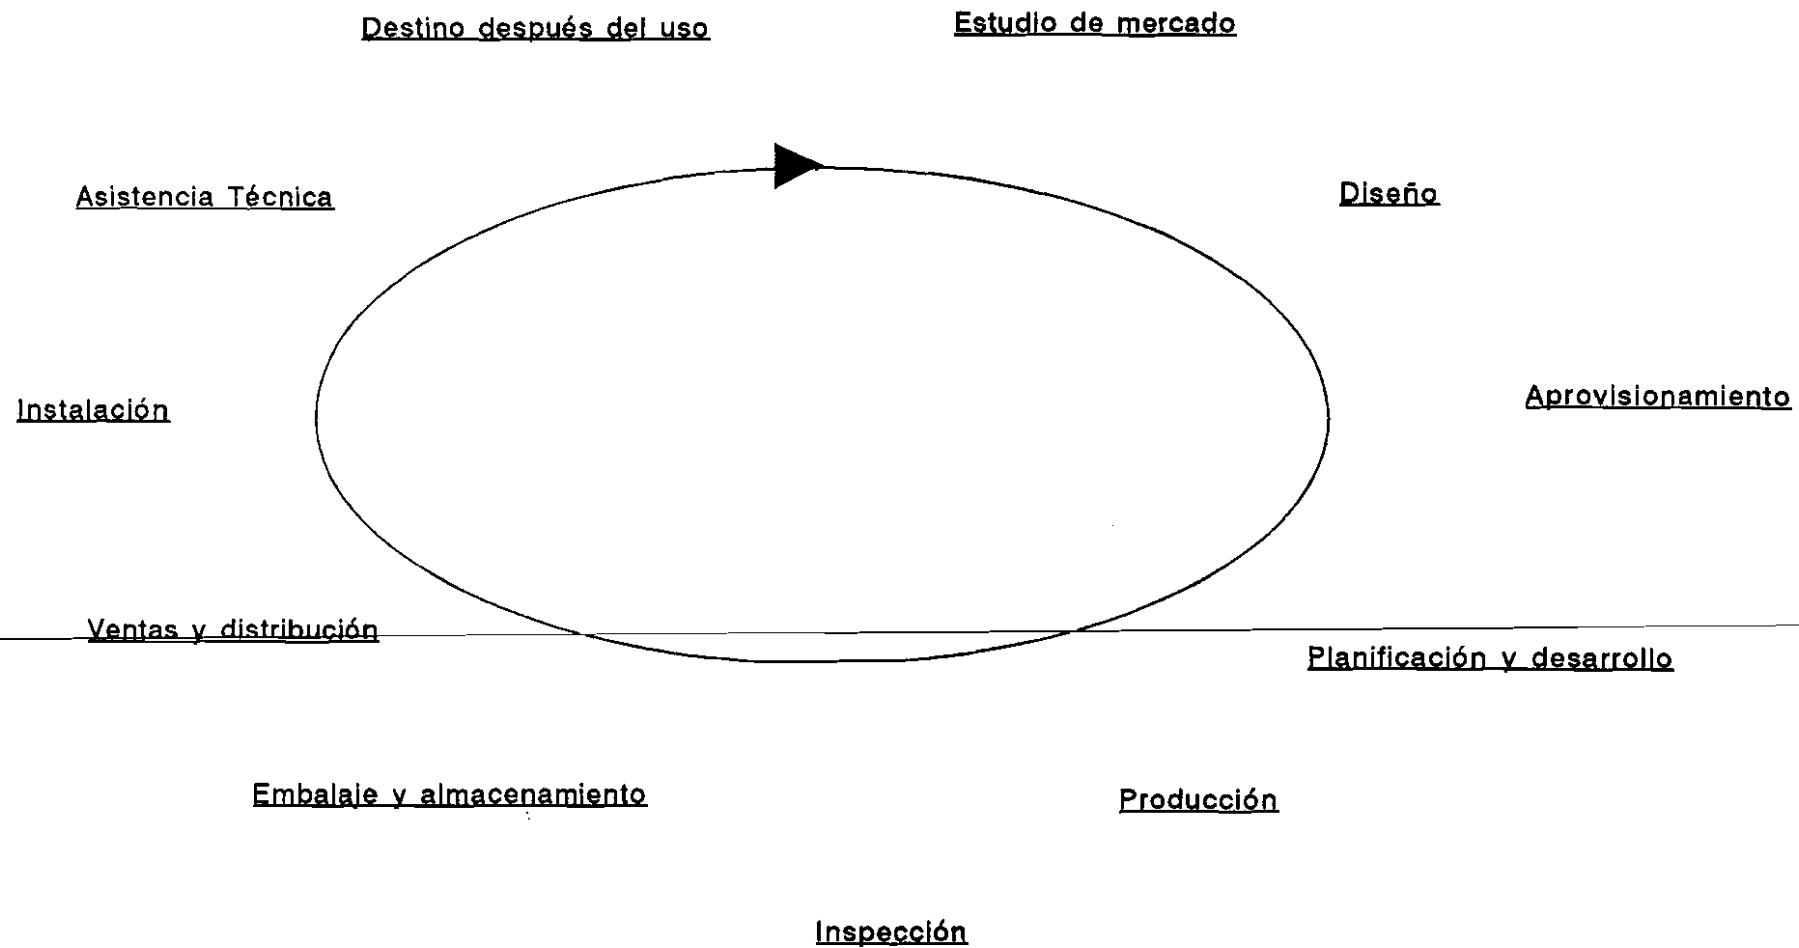 Destino después del uso
Estudio de mercado
Asistencia Técnica
Diseño
Instalación
Aprovisionamiento
Ventas y distribución
Planificación y desarrollo
Embalaje y almacenamiento
Producción
Inspección